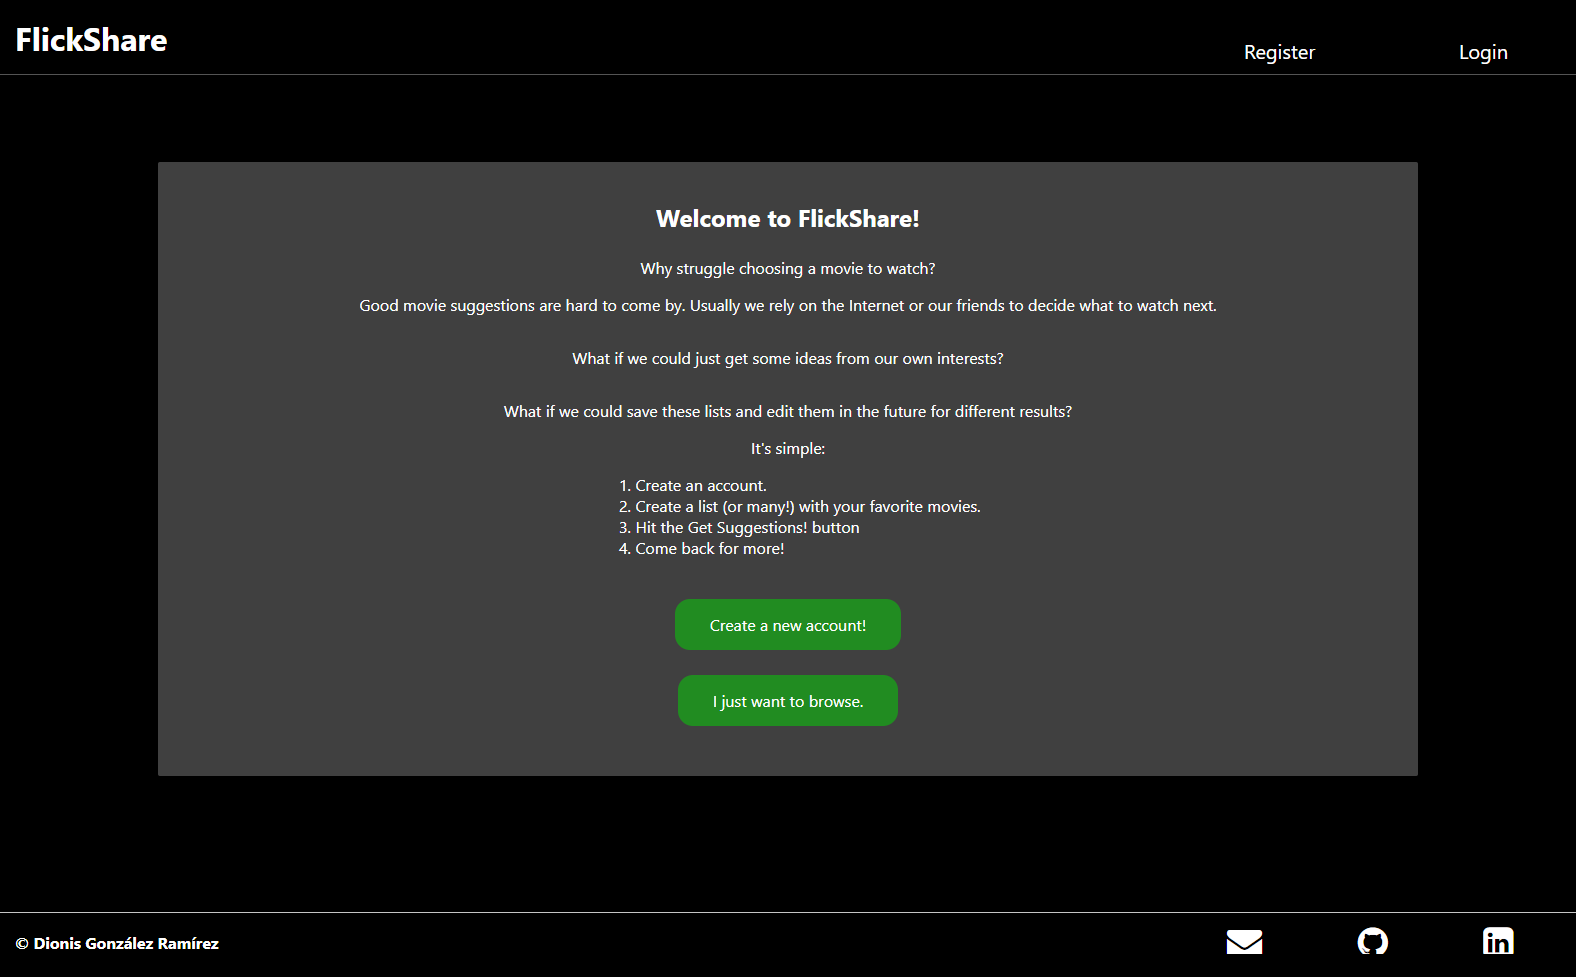 FlickShare
Register
Login
Welcome to FlickShare!
Why struggle choosing a movie to watch?
Good movie suggestions are hard to come by. Usually we rely on the Internet or our friends to decide what to watch next.
What if we could just get some ideas from our own interests?
What if we could save these lists and edit them in the future for different results?
It's simple:
1. Create an account.
2. Create a list (or many!) with your favorite movies.
3. Hit the Get Suggestions! button
4. Come back for more!
Create a new account!
I just want to browse.
© Dionis González Ramírez
in